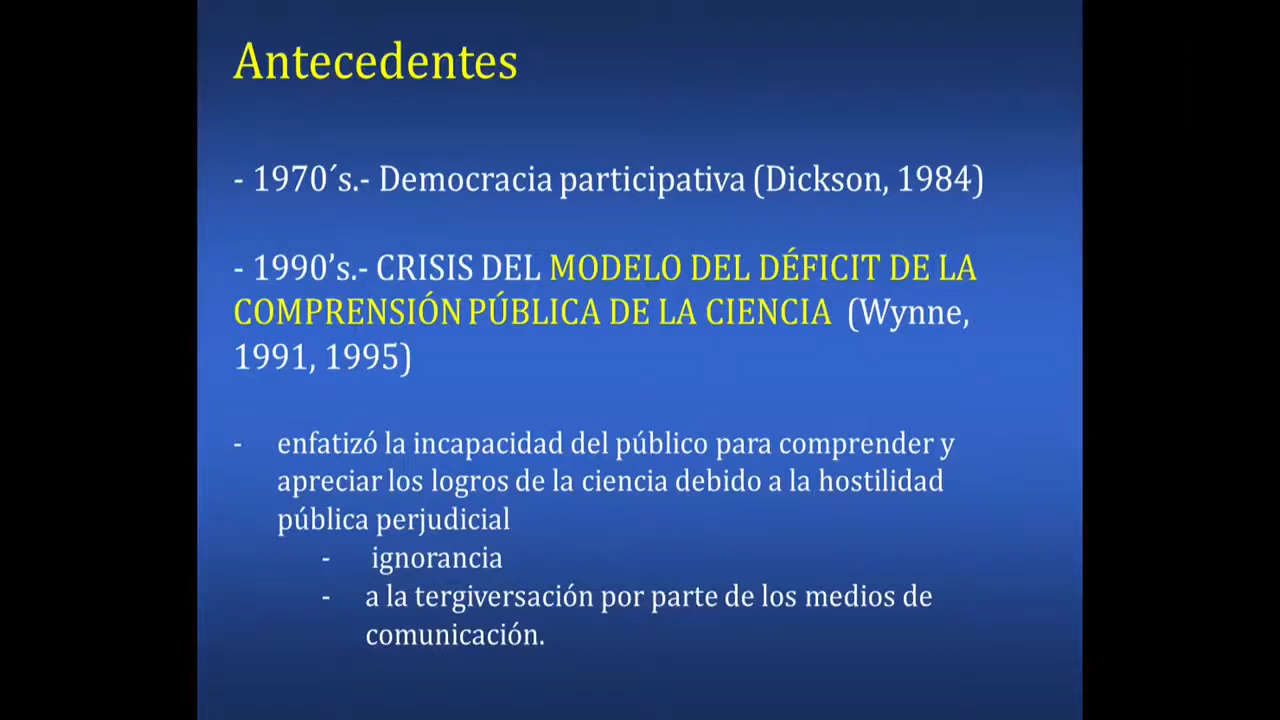 Antecedentes
- 1970´s.- Democracia participativa (Dickson, 1984)
- 1990’s.- CRISIS DEL MODELO DEL DÉFICIT DE LA
COMPRENSIÓN PÚBLICA DE LA CIENCIA (Wynne,
1991, 1995)
- enfatizó la incapacidad del público para comprender y
apreciar los logros de la ciencia debido a la hostilidad
pública perjudicial
- ignorancia
- a la tergiversación por parte de los medios de
comunicación.